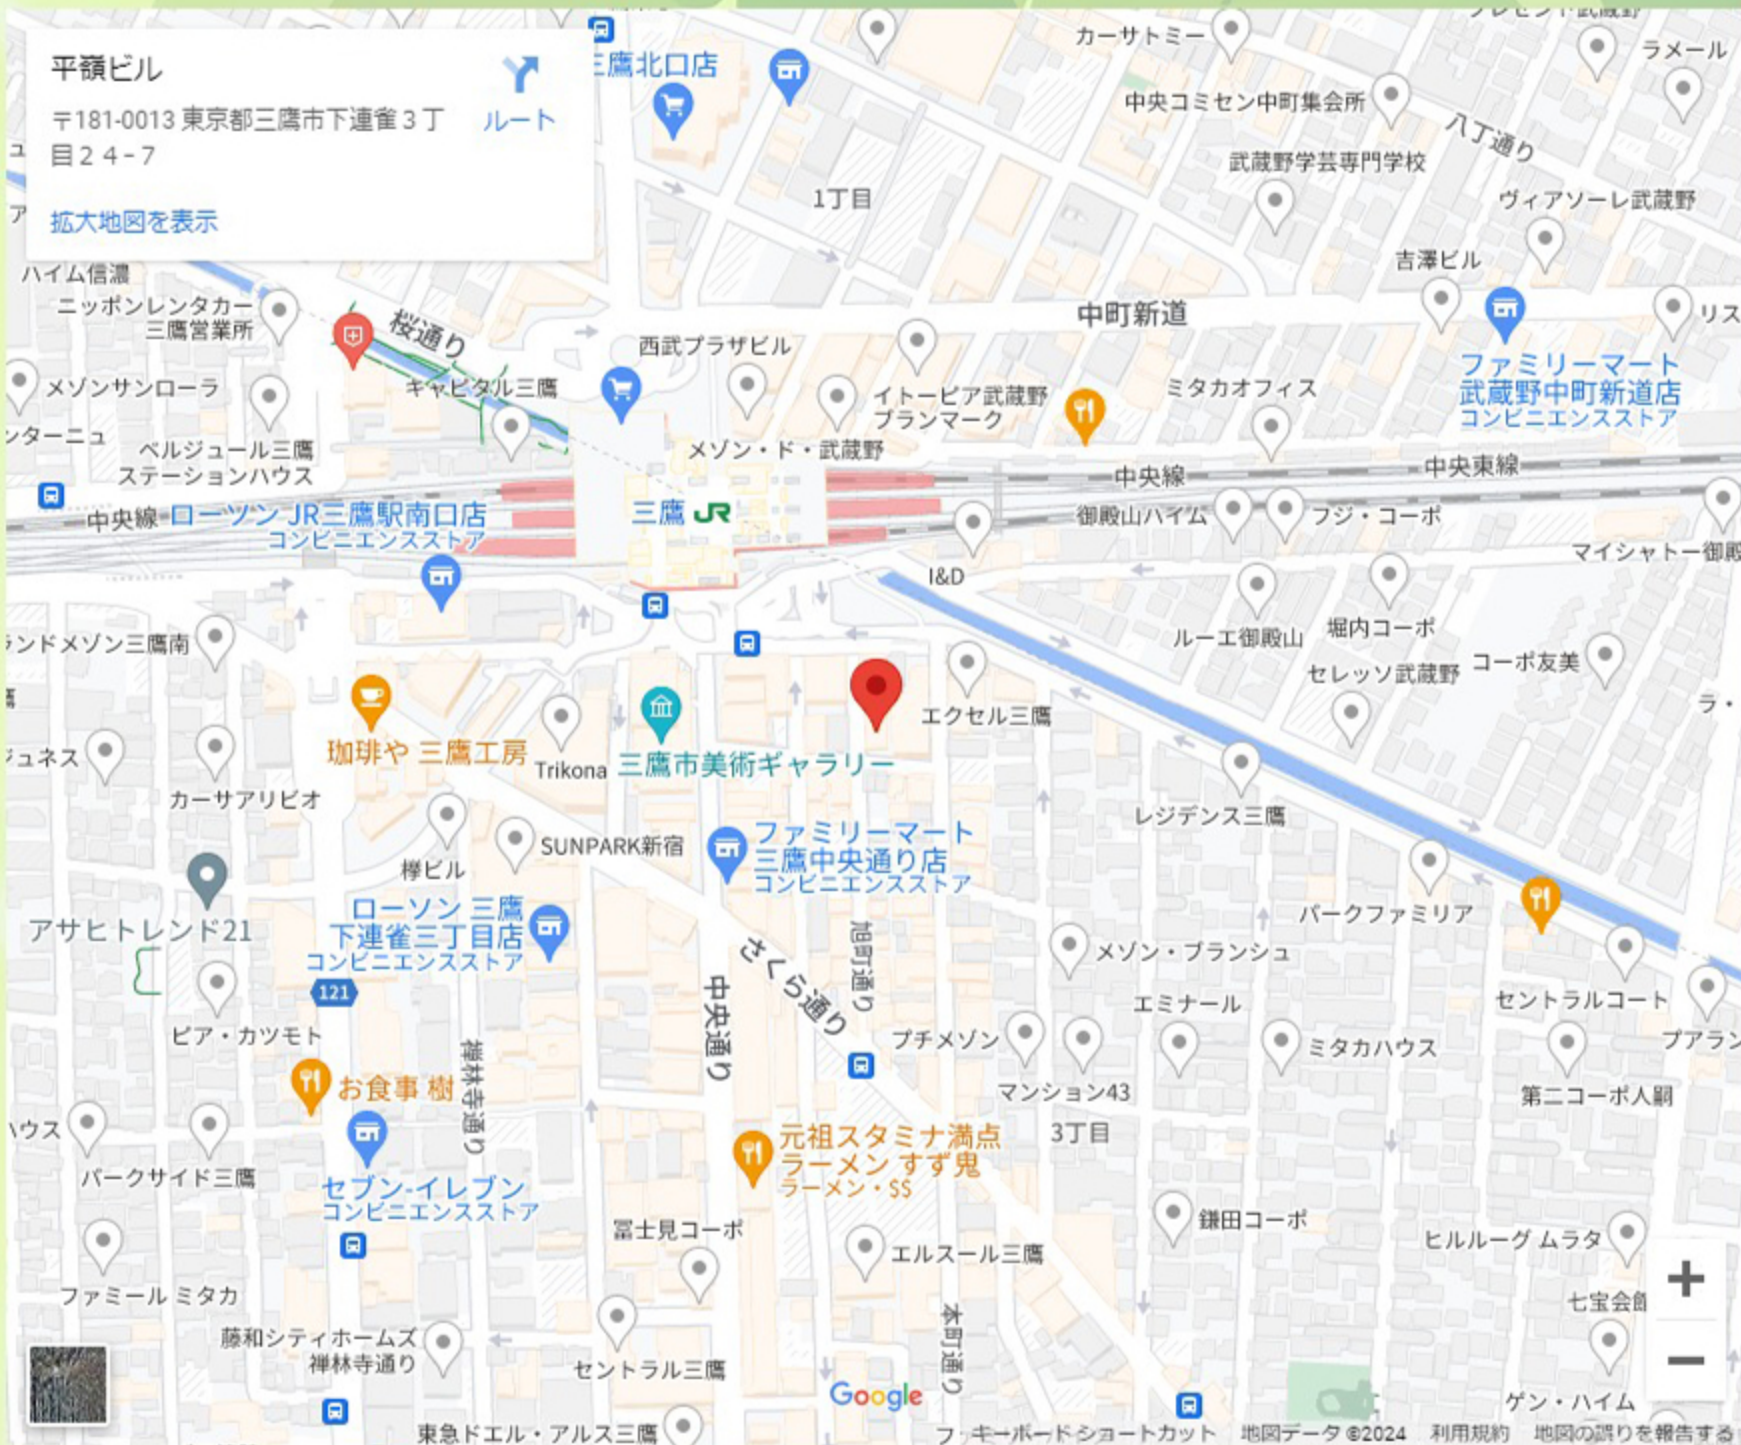 平嶺ビル
〒181-0013 東京都三鷹市下連雀３丁
目２４−７
ルート
拡大地図を表示
三鷹北口店
カーサトミー
ラメール
中央コミセン中町集会所
八丁通り
武蔵野学芸専門学校
1丁目
ヴィアソーレ武蔵野
吉澤ビル
ハイム信濃
ニッポンレンタカー
三鷹営業所
桜通り
中町新道
リス
西武プラザビル
ファミリーマート
武蔵野中町新道店
コンビニエンスストア
メゾンサンローラ
キャピタル三鷹
イトーピア武蔵野
プランマーク
ミタカオフィス
ンターニュ
ベルジュール三鷹
ステーションハウス
メゾン・ド・武蔵野
中央線
中央東線
中央線
ローソン JR三鷹駅南口店
コンビニエンスストア
三鷹 JR
御殿山ハイム
フジ・コーポ
マイシャトー御殿
I&D
ランドメゾン三鷹南
ルーエ御殿山
堀内コーポ
コーポ友美
セレッソ武蔵野
ラ・
エクセル三鷹
ジュネス
珈琲や 三鷹工房
Trikona
三鷹市美術ギャラリー
カーサアリビオ
レジデンス三鷹
SUNPARK新宿
ファミリーマート
三鷹中央通り店
コンビニエンスストア
欅ビル
アサヒトレンド21
ローソン 三鷹
下連雀三丁目店
コンビニエンスストア
パークファミリア
旭町通り
さくら通り
メゾン・ブランシュ
121
中央通り
エミナール
セントラルコート
ピア・カツモト
禅林寺通り
プチメゾン
ミタカハウス
プアラン
お食事 樹
マンション43
第二コーポ人嗣
ハウス
元祖スタミナ満点
ラーメン すず鬼
ラーメン・$$
3丁目
パークサイド三鷹
セブン-イレブン
コンビニエンスストア
冨士見コーポ
鎌田コーポ
エルスール三鷹
ヒルルーグ ムラタ
ファミール ミタカ
七宝会館
藤和シティホームズ
禅林寺通り
本町通り
セントラル三鷹
Google
ゲン・ハイム
東急ドエル・アルス三鷹
キーボード ショートカット
地図データ ©2024
利用規約
地図の誤りを報告する